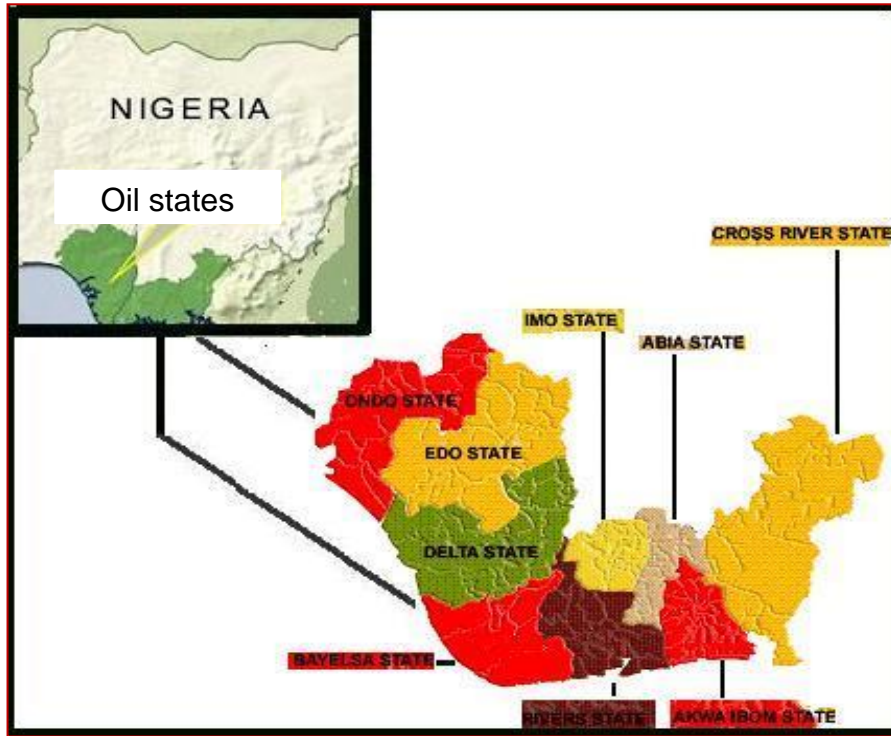 NIGERIA
Oil states
CROSS RIVER STATE
IMO STATE
ABIA STATE
ONDO STATE
EDO STATE
DELTA STATE
BAYELSA STATE
RIVERS STATE
AKWA IBOM STATE